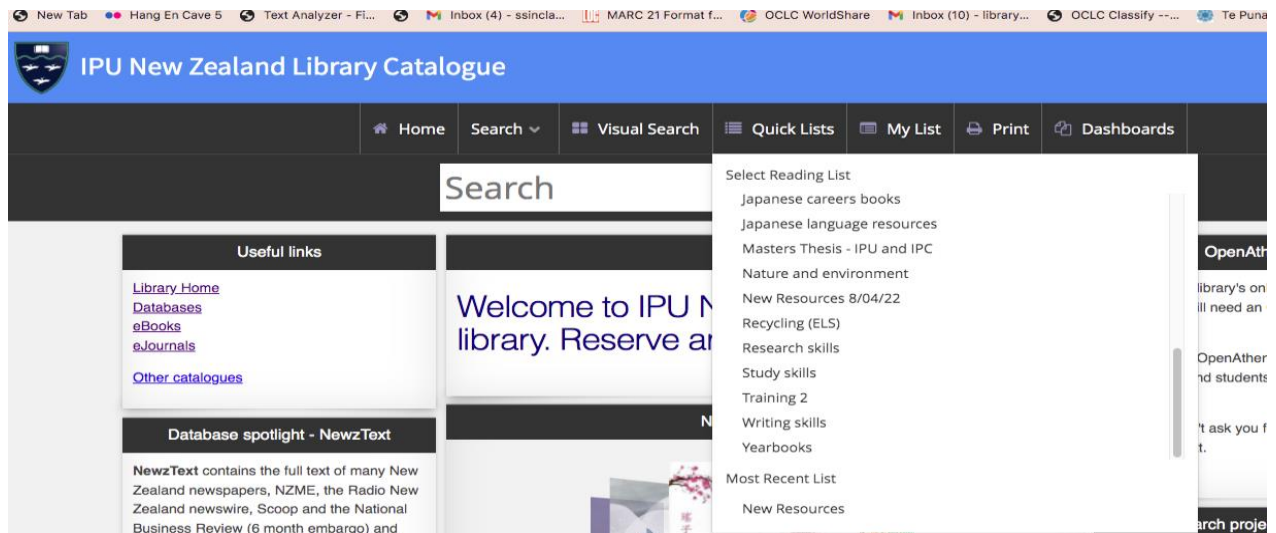 New Tab Hang En Cave 5 Text Analyzer - Fi... Inbox (4) - ssincla... MARC 21 Format f... OCLC WorldShare Inbox (10) - library... OCLC Classify --... Te Puna
IPU New Zealand Library Catalogue
Home Search Visual Search Quick Lists My List Print Dashboards
Search
Select Reading List
Japanese careers books
Japanese language resources
Masters Thesis - IPU and IPC
Nature and environment
New Resources 8/04/22
Recycling (ELS)
Research skills
Study skills
Training 2
Writing skills
Yearbooks
Most Recent List
New Resources
Useful links
Library Home
Databases
eBooks
eJournals
Other catalogues
Database spotlight - NewzText
NewzText contains the full text of many New
Zealand newspapers, NZME, the Radio New
Zealand newswire, Scoop and the National
Business Review (6 month embargo) and
Welcome to IPU N
library. Reserve ar
N
OpenAth
library's on
ll need an
OpenAthen
nd students
't ask you f
t.
arch proje